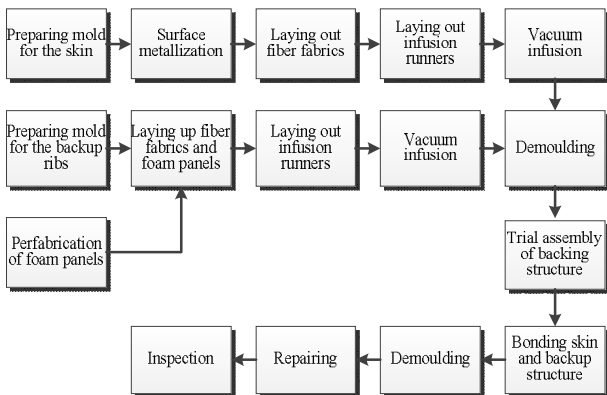 Preparing mold
for the skin
Surface
metallization
Laying out
fiber fabrics
Laying out
infusion
runners
Vacuum
infusion
Preparing mold
for the backup
ribs
Laying up fiber
fabrics and
foam panels
Laying out
infusion
runners
Vacuum
infusion
Demoulding
Perfabrication
of foam panels
Trial assembly
of backing
structure
Inspection
Repairing
Demoulding
Bonding skin
and backup
structure